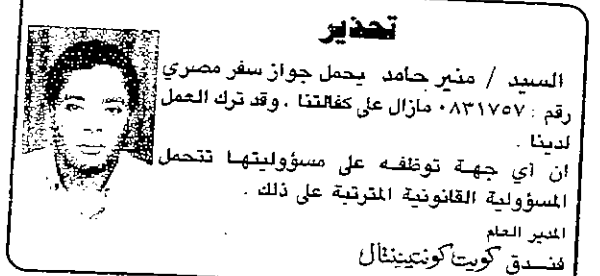 تحذير
السيد / منير حامد يحمل جواز سفر مصري
رقم : ٠٨٣١٧٥٧ مازال على كفالتنا . وقد ترك العمل
لدينا .
ان اي جهة توظفه على مسؤوليتها تتحمل
المسؤولية القانونية المترتبة على ذلك .
المدير العام
فندق كويت كونتيننتال